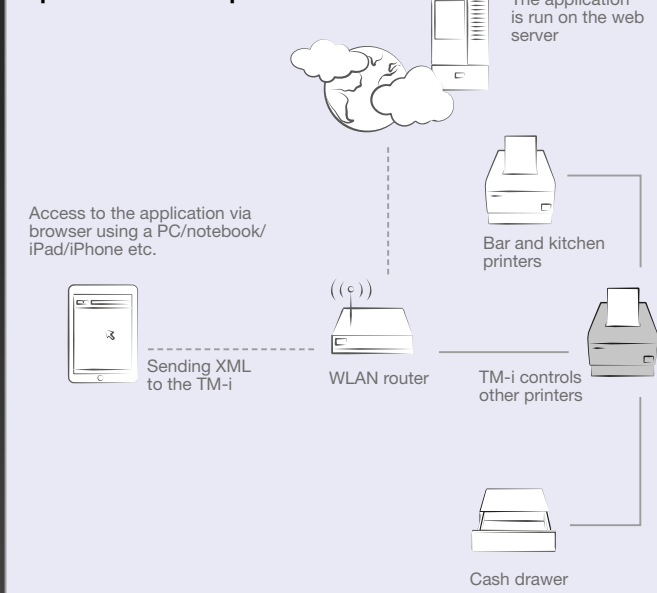 The application
is run on the web
server
Access to the application via
browser using a PC/notebook/
iPad/iPhone etc.
Bar and kitchen
printers
Sending XML
to the TM-i
WLAN router
TM-i controls
other printers
Cash drawer